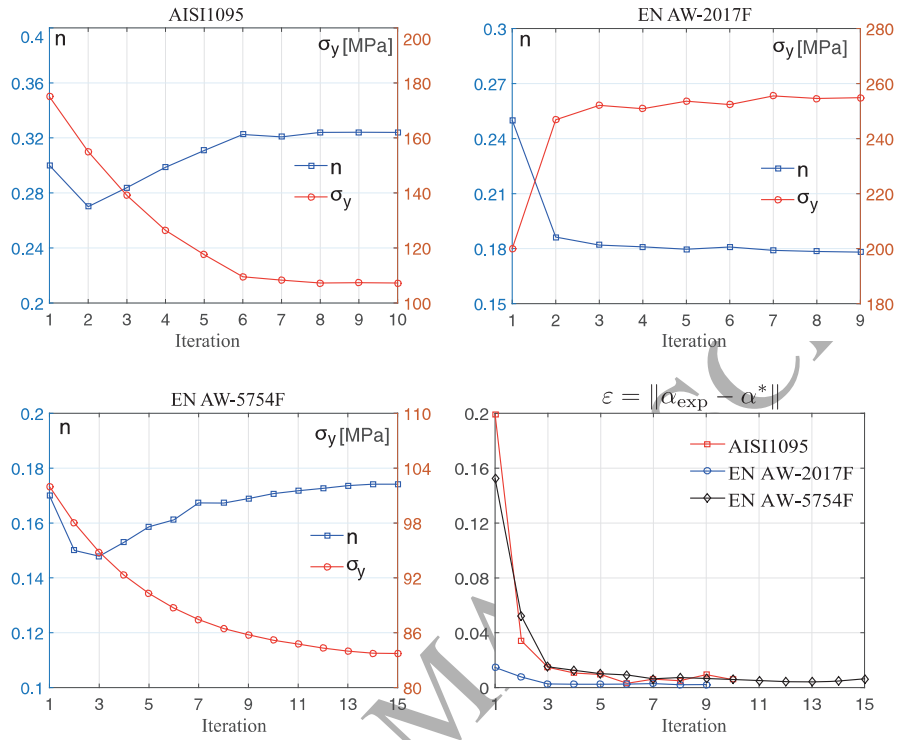 AISI1095
n
σy[MPa]
0.4
0.36
0.32
0.28
0.24
0.2
200
180
160
140
120
100
n
σy
1 2 3 4 5 6 7 8 9 10
Iteration
EN AW-2017F
n
σy[MPa]
0.3
0.27
0.24
0.21
0.18
0.15
280
260
240
220
200
180
n
σy
1 2 3 4 5 6 7 8 9
Iteration
EN AW-5754F
n
σy[MPa]
0.2
0.18
0.16
0.14
0.12
0.1
110
104
98
92
86
80
n
σy
1 3 5 7 9 11 13 15
Iteration
ε = ∥αexp − α*∥
0.2
0.16
0.12
0.08
0.04
0
AISI1095
EN AW-2017F
EN AW-5754F
1 3 5 7 9 11 13 15
Iteration